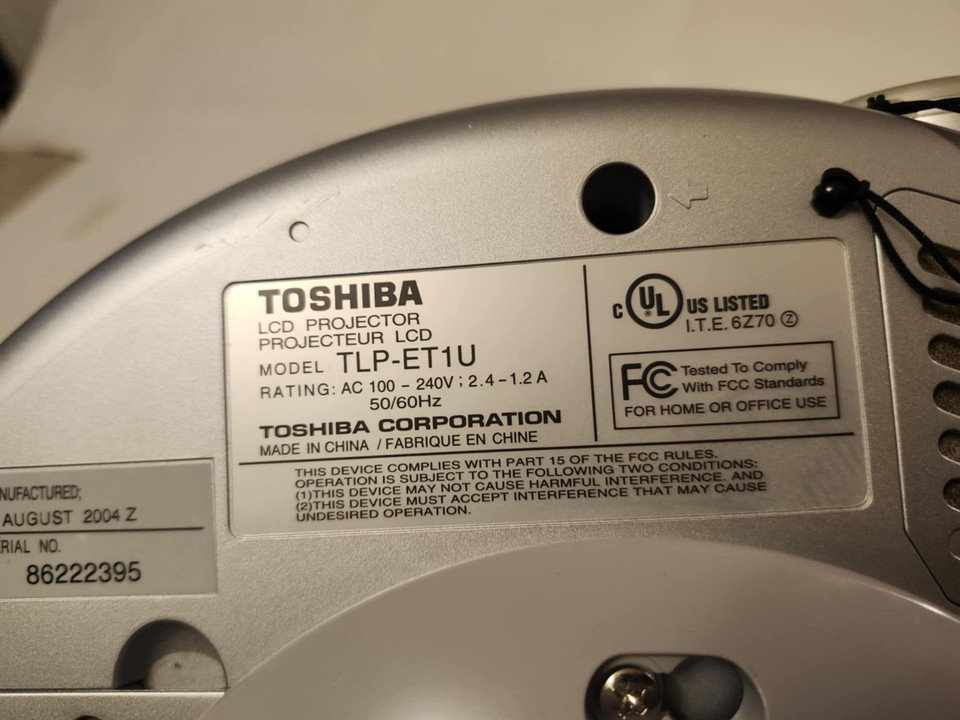 TOSHIBA
LCD PROJECTOR
PROJECTEUR LCD
MODEL TLP-ET1U
RATING: AC 100 - 240V ; 2.4 - 1.2 A
50/60Hz
TOSHIBA CORPORATION
MADE IN CHINA / FABRIQUE EN CHINE
C UL ® US LISTED
I.T.E. 6Z70 Z
FC Tested To Comply
With FCC Standards
FOR HOME OR OFFICE USE
THIS DEVICE COMPLIES WITH PART 15 OF THE FCC RULES.
OPERATION IS SUBJECT TO THE FOLLOWING TWO CONDITIONS:
(1)THIS DEVICE MAY NOT CAUSE HARMFUL INTERFERENCE. AND
(2)THIS DEVICE MUST ACCEPT INTERFERENCE THAT MAY CAUSE
UNDESIRED OPERATION.
NUFACTURED;
AUGUST 2004 Z
ERIAL NO.
86222395